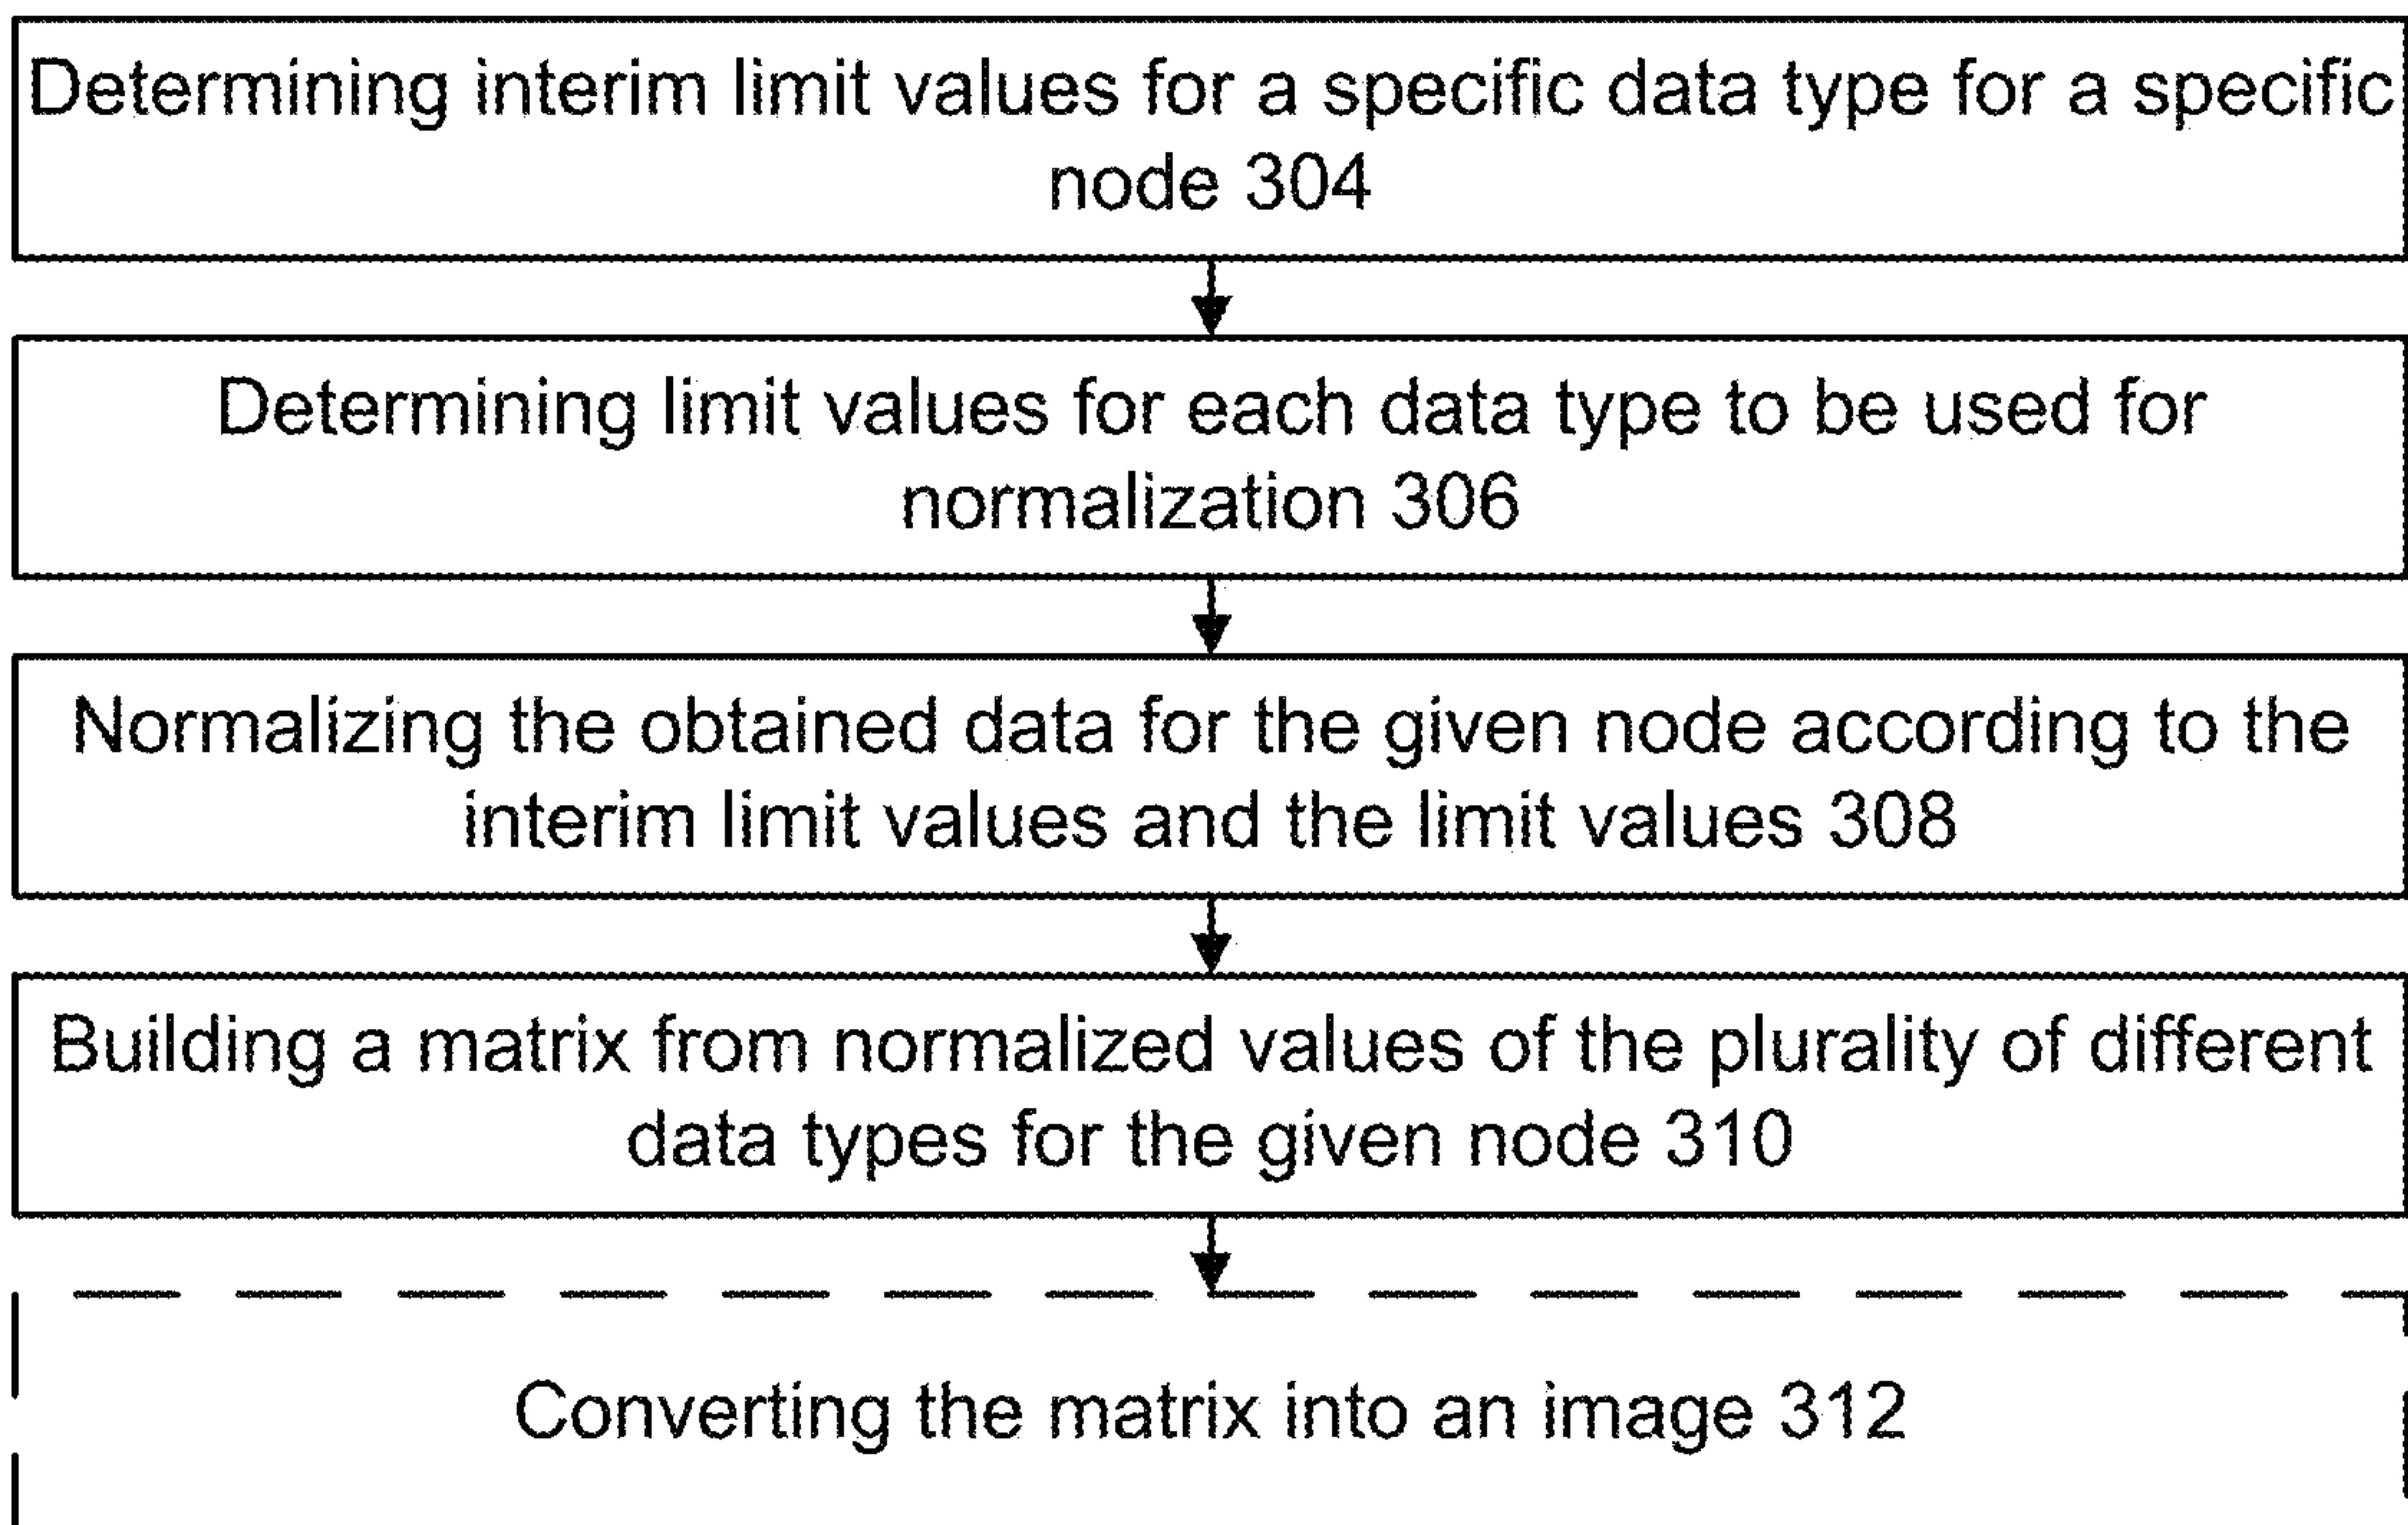 Determining interim limit values for a specific data type for a specific
node 304
Determining limit values for each data type to be used for
normalization 306
Normalizing the obtained data for the given node according to the
interim limit values and the limit values 308
Building a matrix from normalized values of the plurality of different
data types for the given node 310
Converting the matrix into an image 312